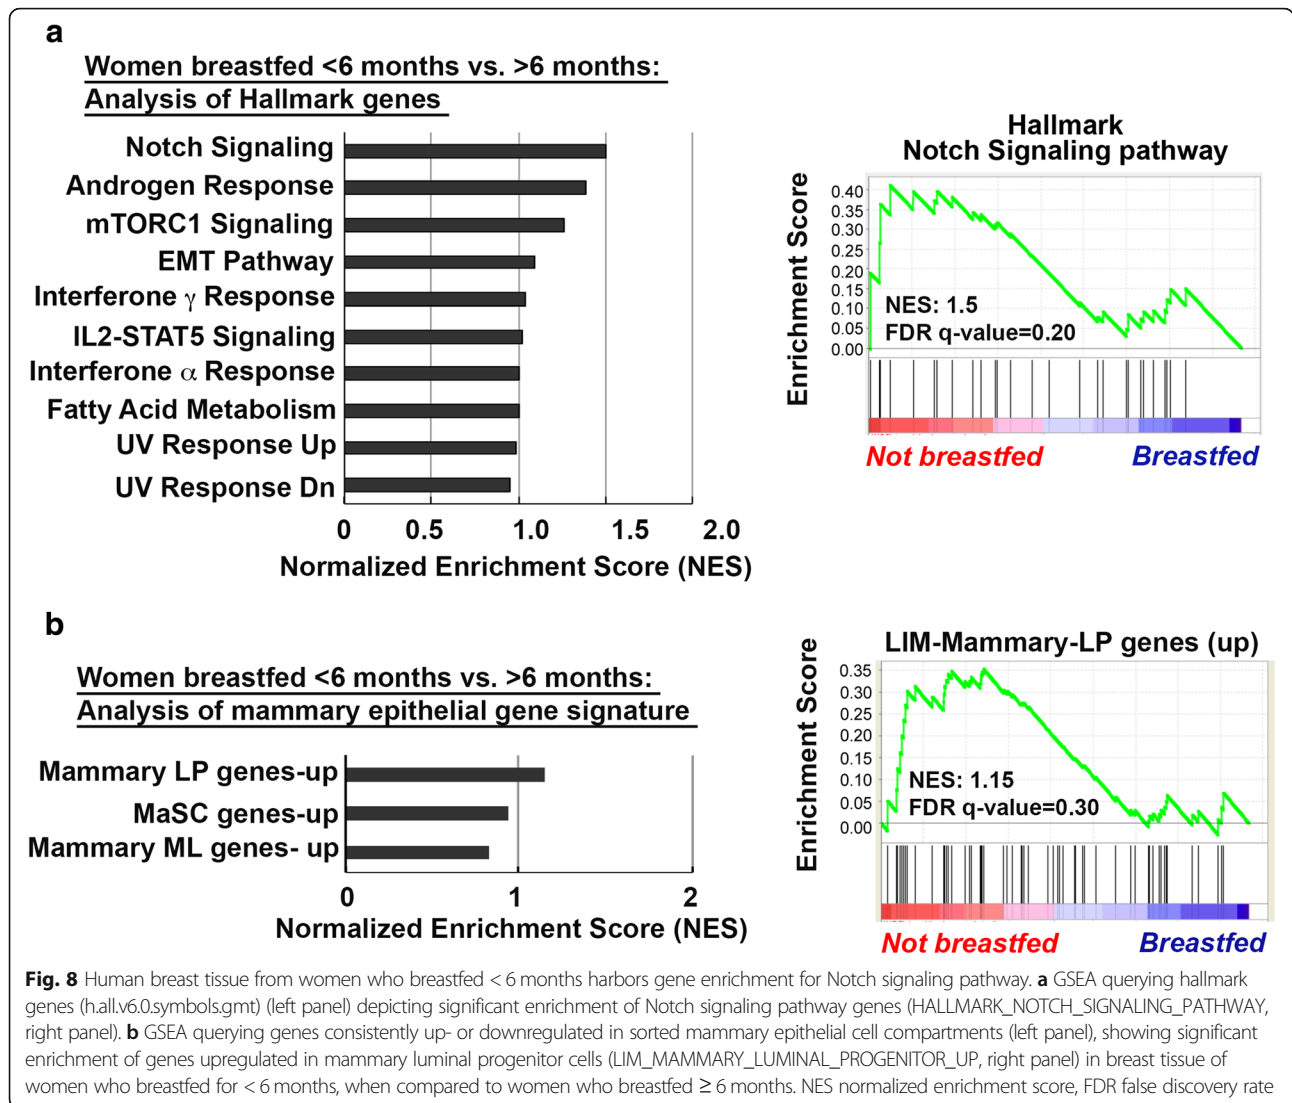 a
Women breastfed <6 months vs. >6 months:
Analysis of Hallmark genes
Notch Signaling
Androgen Response
mTORC1 Signaling
EMT Pathway
Interferone γ Response
IL2-STAT5 Signaling
Interferone α Response
Fatty Acid Metabolism
UV Response Up
UV Response Dn
0 0.5 1.0 1.5 2.0
Normalized Enrichment Score (NES)
Hallmark
Notch Signaling pathway
Enrichment Score
0.40
0.35
0.30
0.25
0.20
0.15
0.10
0.05
0.00
NES: 1.5
FDR q-value=0.20
Not breastfed Breastfed
b
Women breastfed <6 months vs. >6 months:
Analysis of mammary epithelial gene signature
Mammary LP genes-up
MaSC genes-up
Mammary ML genes- up
0 1 2
Normalized Enrichment Score (NES)
LIM-Mammary-LP genes (up)
Enrichment Score
0.35
0.30
0.25
0.20
0.15
0.10
0.05
0.00
NES: 1.15
FDR q-value=0.30
Not breastfed Breastfed
Fig. 8 Human breast tissue from women who breastfed < 6 months harbors gene enrichment for Notch signaling pathway. a GSEA querying hallmark
genes (h.all.v6.0.symbols.gmt) (left panel) depicting significant enrichment of Notch signaling pathway genes (HALLMARK_NOTCH_SIGNALING_PATHWAY,
right panel). b GSEA querying genes consistently up- or downregulated in sorted mammary epithelial cell compartments (left panel), showing significant
enrichment of genes upregulated in mammary luminal progenitor cells (LIM_MAMMARY_LUMINAL_PROGENITOR_UP, right panel) in breast tissue of
women who breastfed for < 6 months, when compared to women who breastfed ≥ 6 months. NES normalized enrichment score, FDR false discovery rate